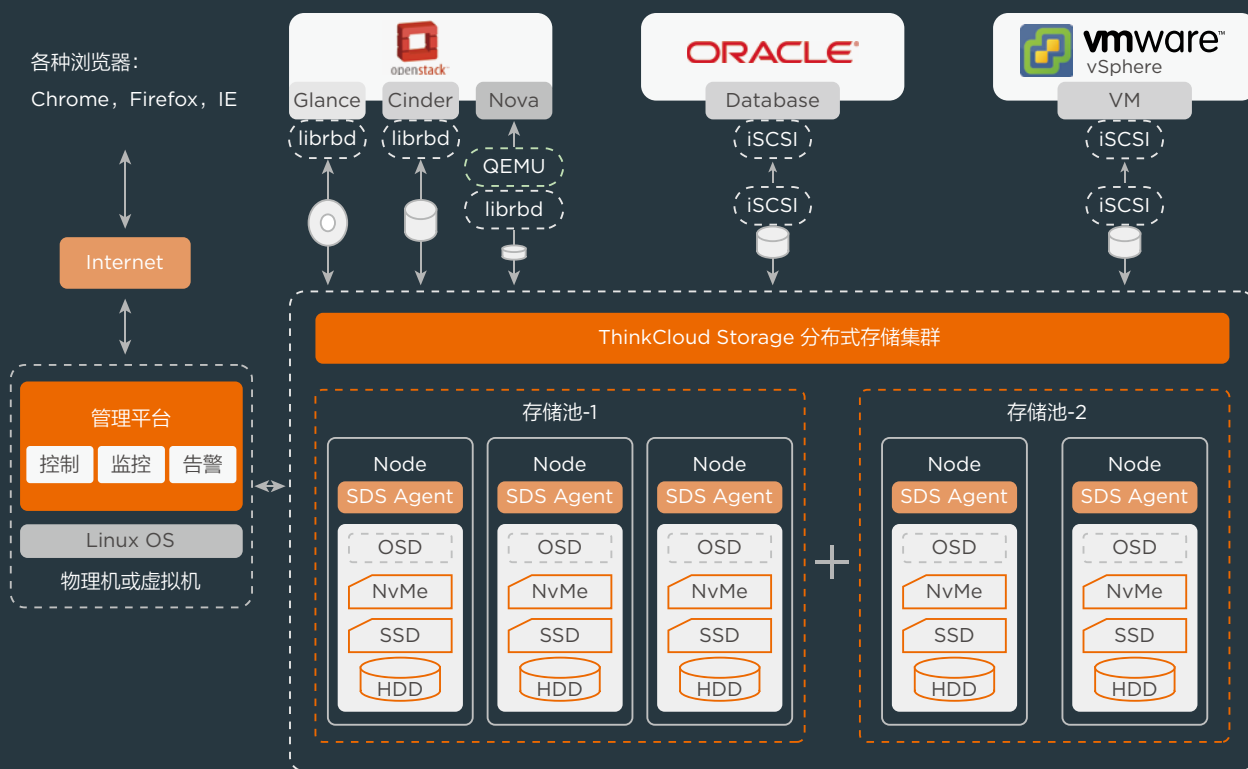 各种浏览器：
Chrome，Firefox，IE
Internet
管理平台
控制 监控 告警
Linux OS
物理机或虚拟机
openstack™
Glance Cinder Nova
librbd librbd
QEMU
librbd
ORACLE®
Database
iSCSI
iSCSI
vmware™
vSphere
VM
iSCSI
iSCSI
ThinkCloud Storage 分布式存储集群
存储池-1
Node Node Node
SDS Agent SDS Agent SDS Agent
OSD OSD OSD
NvMe NvMe NvMe
SSD SSD SSD
HDD HDD HDD
+
存储池-2
Node Node
SDS Agent SDS Agent
OSD OSD
NvMe NvMe
SSD SSD
HDD HDD